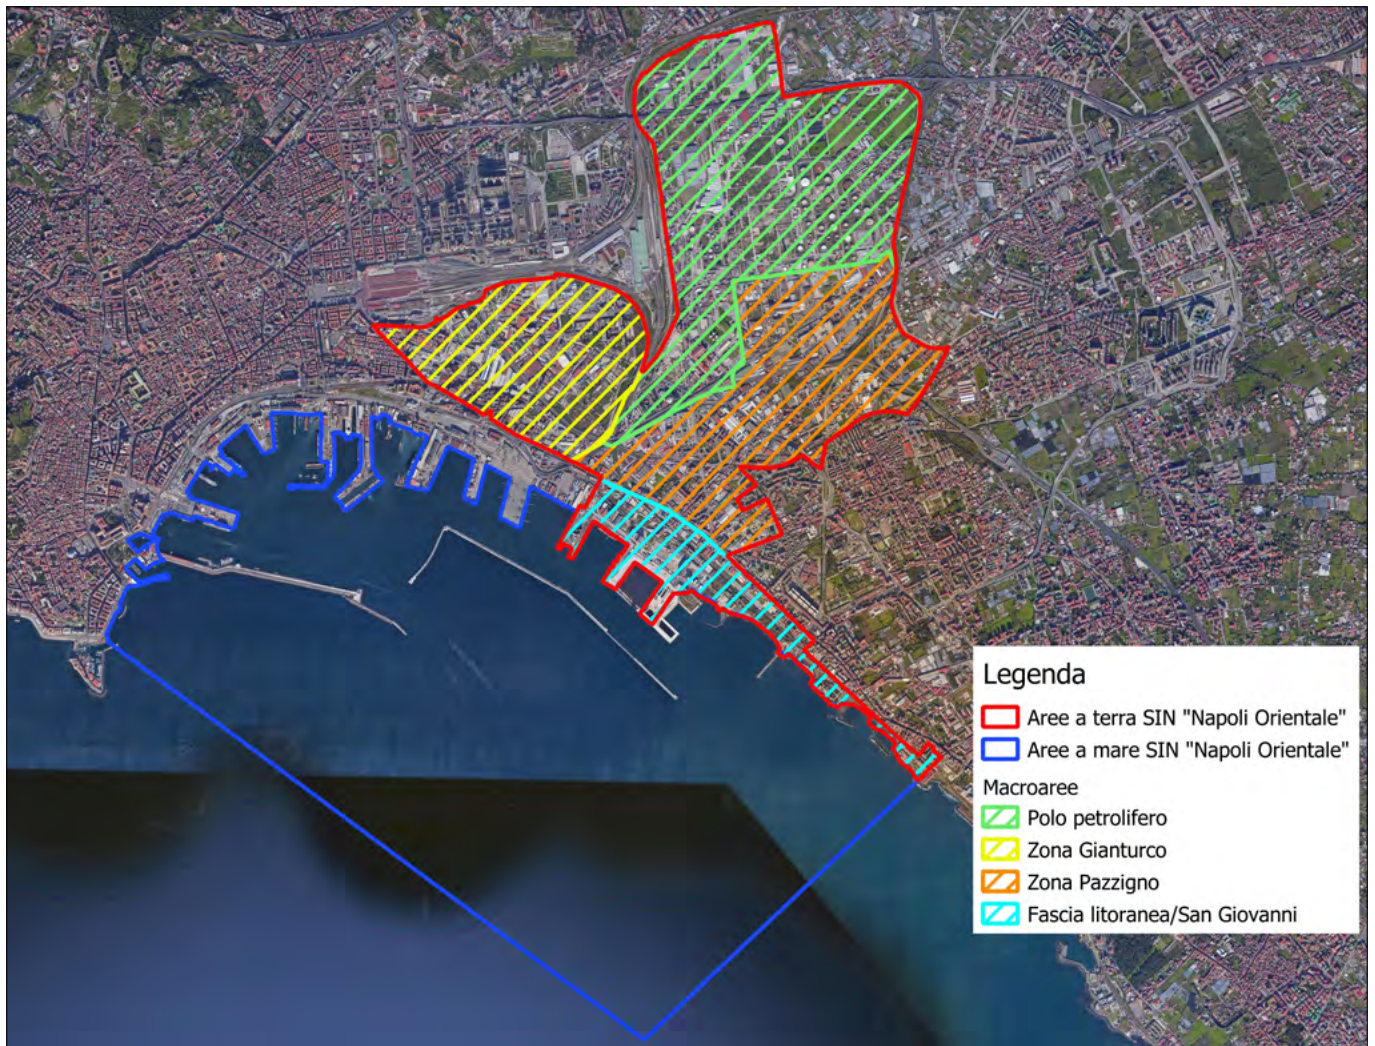 Legenda
Aree a terra SIN "Napoli Orientale"
Aree a mare SIN "Napoli Orientale"
Macroaree
Polo petrolifero
Zona Gianturco
Zona Pazzigno
Fascia litoranea/San Giovanni